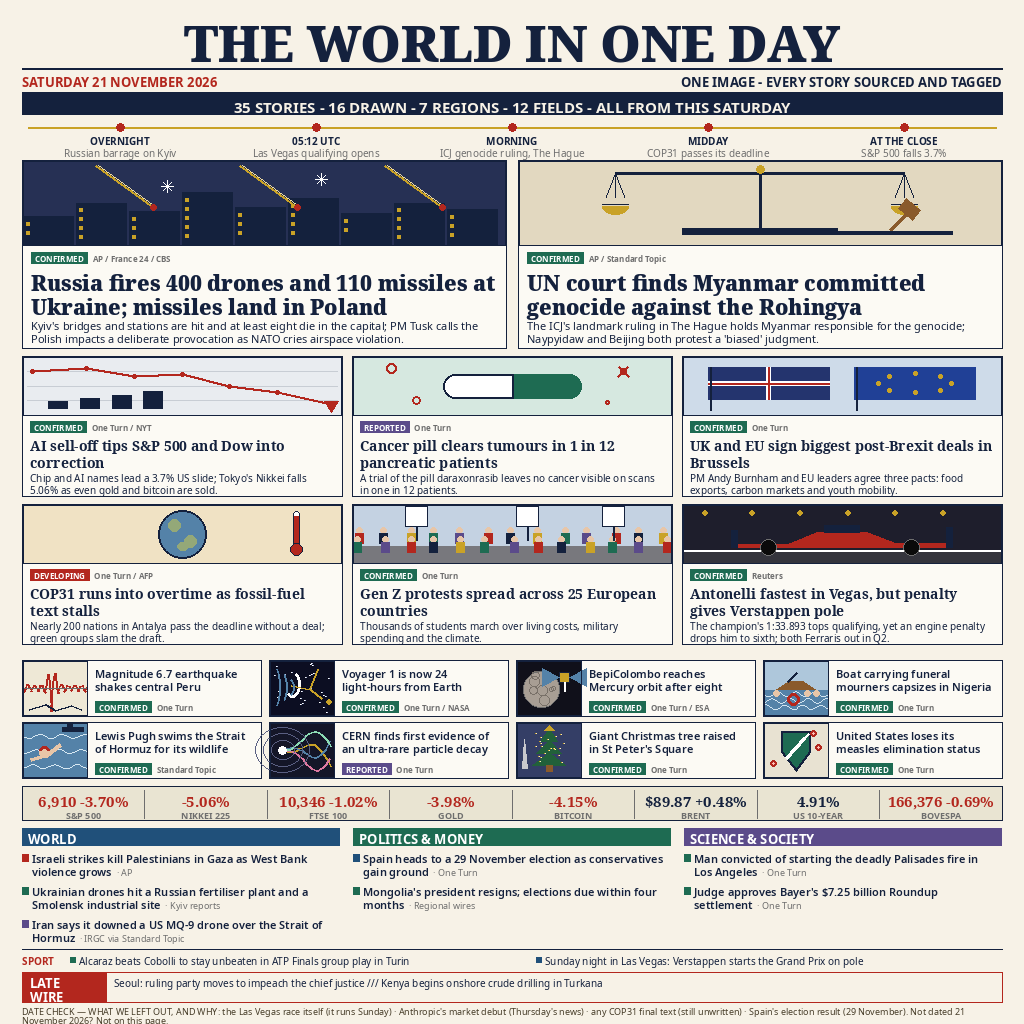 THE WORLD IN ONE DAY
SATURDAY 21 NOVEMBER 2026
ONE IMAGE - EVERY STORY SOURCED AND TAGGED
35 STORIES - 16 DRAWN - 7 REGIONS - 12 FIELDS - ALL FROM THIS SATURDAY
OVERNIGHT
Russian barrage on Kyiv
05:12 UTC
Las Vegas qualifying opens
MORNING
ICJ genocide ruling, The Hague
MIDDAY
COP31 passes its deadline
AT THE CLOSE
S&P 500 falls 3.7%
CONFIRMED AP / France 24 / CBS
Russia fires 400 drones and 110 missiles at
Ukraine; missiles land in Poland
Kyiv's bridges and stations are hit and at least eight die in the capital; PM Tusk calls the
Polish impacts a deliberate provocation as NATO cries airspace violation.
CONFIRMED AP / Standard Topic
UN court finds Myanmar committed
genocide against the Rohingya
The ICJ's landmark ruling in The Hague holds Myanmar responsible for the genocide;
Naypyidaw and Beijing both protest a 'biased' judgment.
CONFIRMED One Turn / NYT
AI sell-off tips S&P 500 and Dow into
correction
Chip and AI names lead a 3.7% US slide; Tokyo's Nikkei falls
5.06% as even gold and bitcoin are sold.
REPORTED One Turn
Cancer pill clears tumours in 1 in 12
pancreatic patients
A trial of the pill daraxonrasib leaves no cancer visible on scans
in one in 12 patients.
CONFIRMED One Turn
UK and EU sign biggest post-Brexit deals in
Brussels
PM Andy Burnham and EU leaders agree three pacts: food
exports, carbon markets and youth mobility.
DEVELOPING One Turn / AFP
COP31 runs into overtime as fossil-fuel
text stalls
Nearly 200 nations in Antalya pass the deadline without a deal;
green groups slam the draft.
CONFIRMED One Turn
Gen Z protests spread across 25 European
countries
Thousands of students march over living costs, military
spending and the climate.
CONFIRMED Reuters
Antonelli fastest in Vegas, but penalty
gives Verstappen pole
The champion's 1:33.893 tops qualifying, yet an engine penalty
drops him to sixth; both Ferraris out in Q2.
Magnitude 6.7 earthquake
shakes central Peru
CONFIRMED One Turn
Voyager 1 is now 24
light-hours from Earth
CONFIRMED One Turn / NASA
BepiColombo reaches
Mercury orbit after eight
CONFIRMED One Turn / ESA
Boat carrying funeral
mourners capsizes in Nigeria
CONFIRMED One Turn
Lewis Pugh swims the Strait
of Hormuz for its wildlife
CONFIRMED Standard Topic
CERN finds first evidence of
an ultra-rare particle decay
REPORTED One Turn
Giant Christmas tree raised
in St Peter's Square
CONFIRMED One Turn
United States loses its
measles elimination status
CONFIRMED One Turn
6,910 -3.70%
S&P 500
-5.06%
NIKKEI 225
10,346 -1.02%
FTSE 100
-3.98%
GOLD
-4.15%
BITCOIN
$89.87 +0.48%
BRENT
4.91%
US 10-YEAR
166,376 -0.69%
BOVESPA
WORLD
Israeli strikes kill Palestinians in Gaza as West Bank
violence grows · AP
Ukrainian drones hit a Russian fertiliser plant and a
Smolensk industrial site · Kyiv reports
Iran says it downed a US MQ-9 drone over the Strait of
Hormuz · IRGC via Standard Topic
POLITICS & MONEY
Spain heads to a 29 November election as conservatives
gain ground · One Turn
Mongolia's president resigns; elections due within four
months · Regional wires
SCIENCE & SOCIETY
Man convicted of starting the deadly Palisades fire in
Los Angeles · One Turn
Judge approves Bayer's $7.25 billion Roundup
settlement · One Turn
SPORT
Alcaraz beats Cobolli to stay unbeaten in ATP Finals group play in Turin
Sunday night in Las Vegas: Verstappen starts the Grand Prix on pole
LATE
WIRE
Seoul: ruling party moves to impeach the chief justice /// Kenya begins onshore crude drilling in Turkana
DATE CHECK — WHAT WE LEFT OUT, AND WHY: the Las Vegas race itself (it runs Sunday) · Anthropic's market debut (Thursday's news) · any COP31 final text (still unwritten) · Spain's election result (29 November). Not dated 21
November 2026? Not on this page.